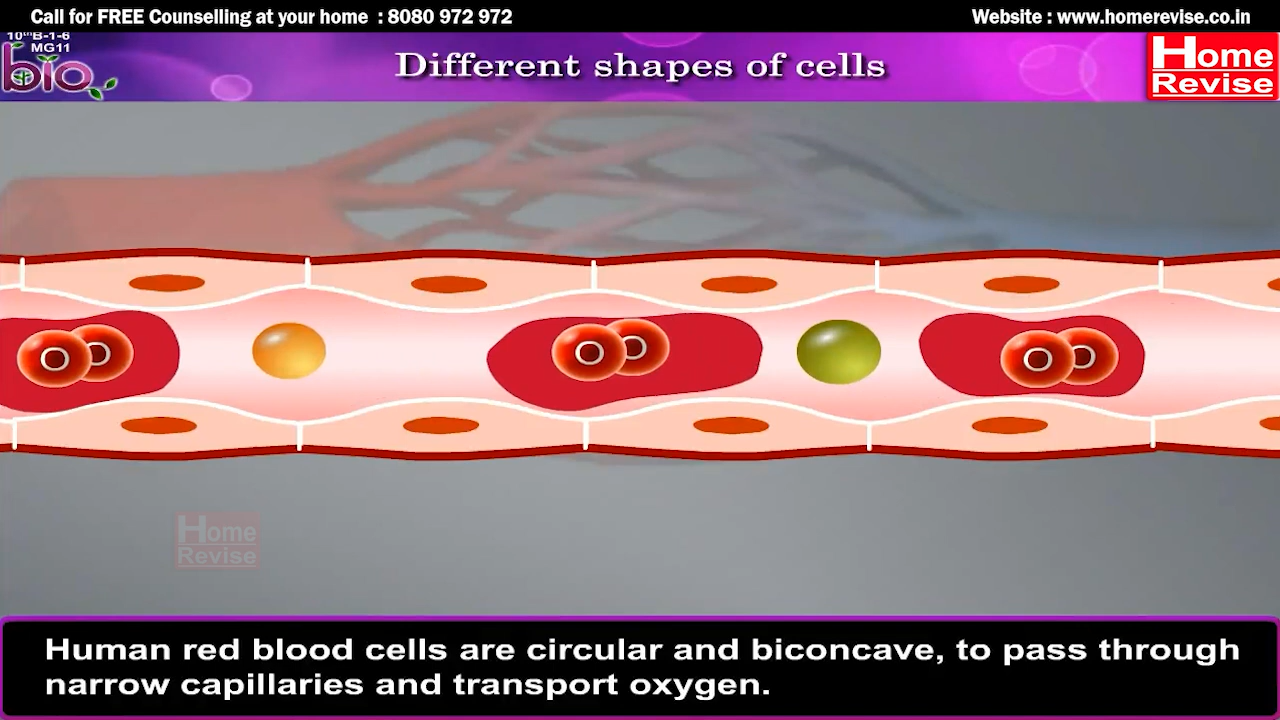 Call for FREE Counselling at your home : 8080 972 972
Website : www.homerevise.co.in
10thB-1-6
MG11
bio
Different shapes of cells
Home
Revise
Home
Revise
Human red blood cells are circular and biconcave, to pass through
narrow capillaries and transport oxygen.